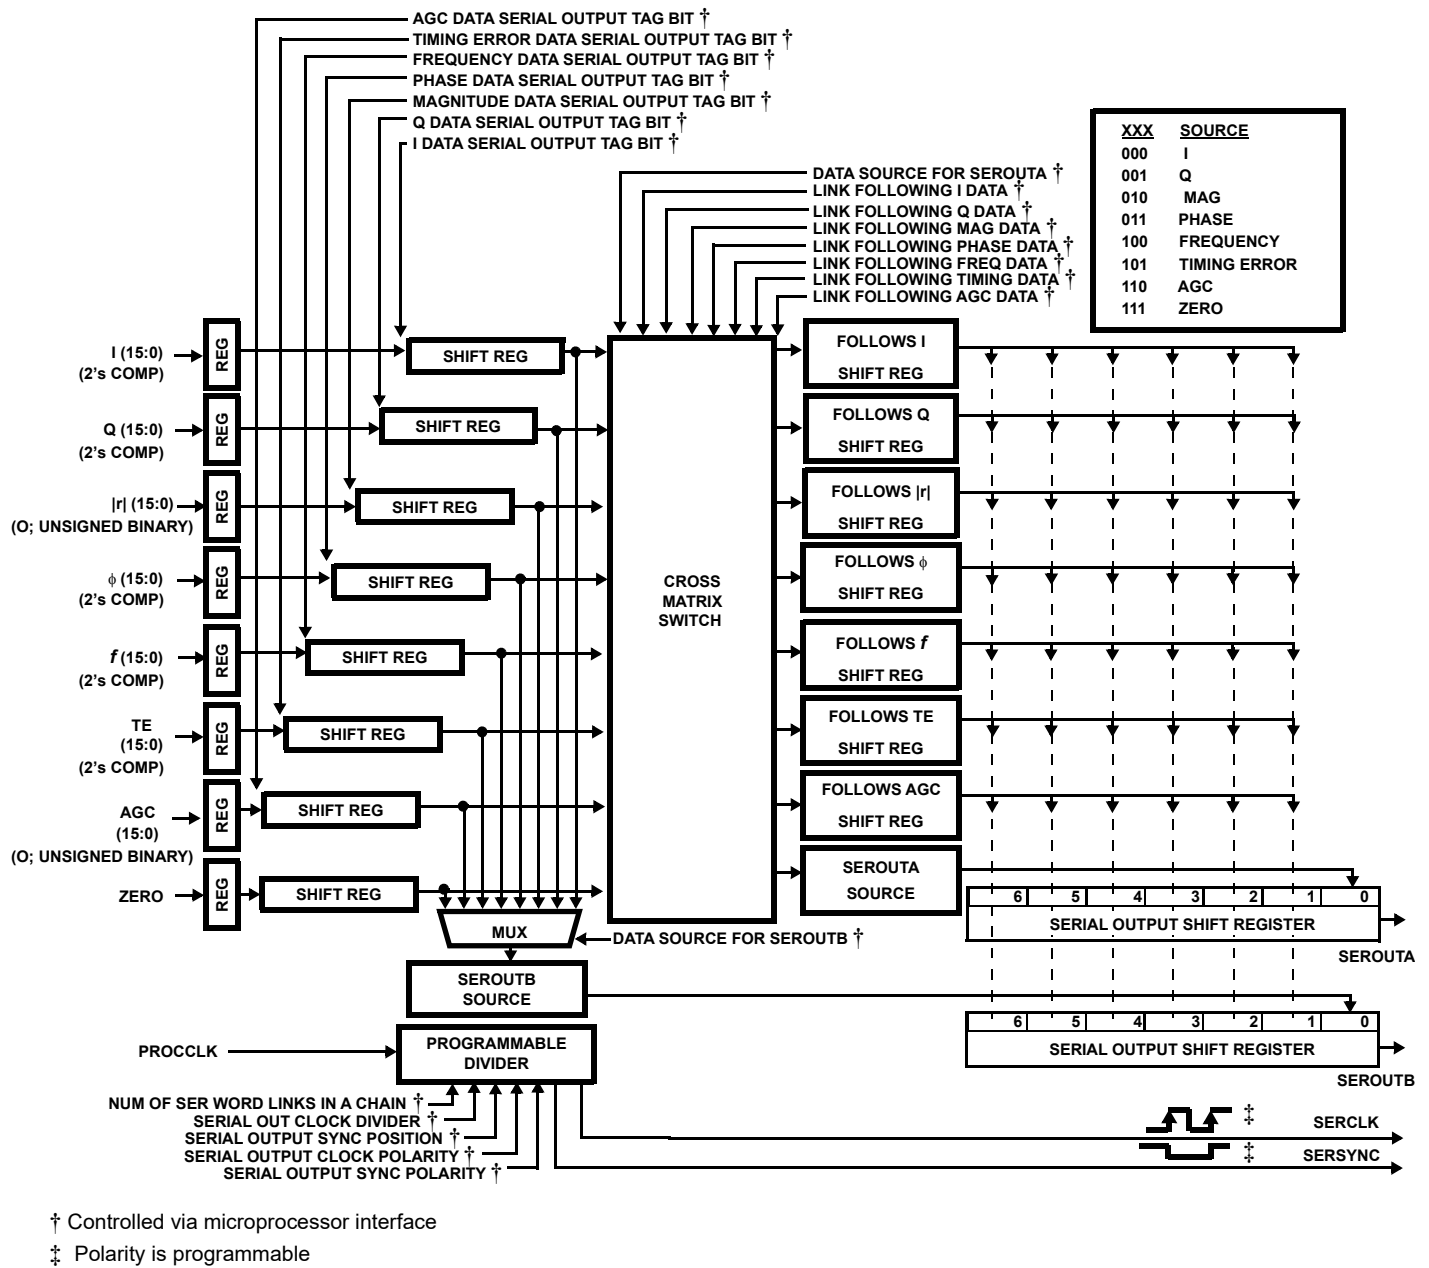 AGC DATA SERIAL OUTPUT TAG BIT †
TIMING ERROR DATA SERIAL OUTPUT TAG BIT †
FREQUENCY DATA SERIAL OUTPUT TAG BIT †
PHASE DATA SERIAL OUTPUT TAG BIT †
MAGNITUDE DATA SERIAL OUTPUT TAG BIT †
Q DATA SERIAL OUTPUT TAG BIT †
I DATA SERIAL OUTPUT TAG BIT †
DATA SOURCE FOR SEROUTA †
LINK FOLLOWING I DATA †
LINK FOLLOWING Q DATA †
LINK FOLLOWING MAG DATA †
LINK FOLLOWING PHASE DATA †
LINK FOLLOWING FREQ DATA †
LINK FOLLOWING TIMING DATA †
LINK FOLLOWING AGC DATA †
XXX SOURCE
000 I
001 Q
010 MAG
011 PHASE
100 FREQUENCY
101 TIMING ERROR
110 AGC
111 ZERO
I (15:0)
(2's COMP)
REG
SHIFT REG
FOLLOWS I
SHIFT REG
Q (15:0)
(2's COMP)
REG
SHIFT REG
FOLLOWS Q
SHIFT REG
|r| (15:0)
(O; UNSIGNED BINARY)
REG
SHIFT REG
FOLLOWS |r|
SHIFT REG
ϕ (15:0)
(2's COMP)
REG
SHIFT REG
CROSS
MATRIX
SWITCH
FOLLOWS ϕ
SHIFT REG
f (15:0)
(2's COMP)
REG
SHIFT REG
FOLLOWS f
SHIFT REG
TE
(15:0)
(2's COMP)
REG
SHIFT REG
FOLLOWS TE
SHIFT REG
AGC
(15:0)
(O; UNSIGNED BINARY)
REG
SHIFT REG
FOLLOWS AGC
SHIFT REG
ZERO
REG
SHIFT REG
SEROUTA
SOURCE
6 5 4 3 2 1 0
SERIAL OUTPUT SHIFT REGISTER
SEROUTA
MUX
DATA SOURCE FOR SEROUTB †
SEROUTB
SOURCE
6 5 4 3 2 1 0
SERIAL OUTPUT SHIFT REGISTER
SEROUTB
PROCCLK
PROGRAMMABLE
DIVIDER
NUM OF SER WORD LINKS IN A CHAIN †
SERIAL OUT CLOCK DIVIDER †
SERIAL OUTPUT SYNC POSITION †
SERIAL OUTPUT CLOCK POLARITY †
SERIAL OUTPUT SYNC POLARITY †
‡ SERCLK
‡ SERSYNC
† Controlled via microprocessor interface
‡ Polarity is programmable